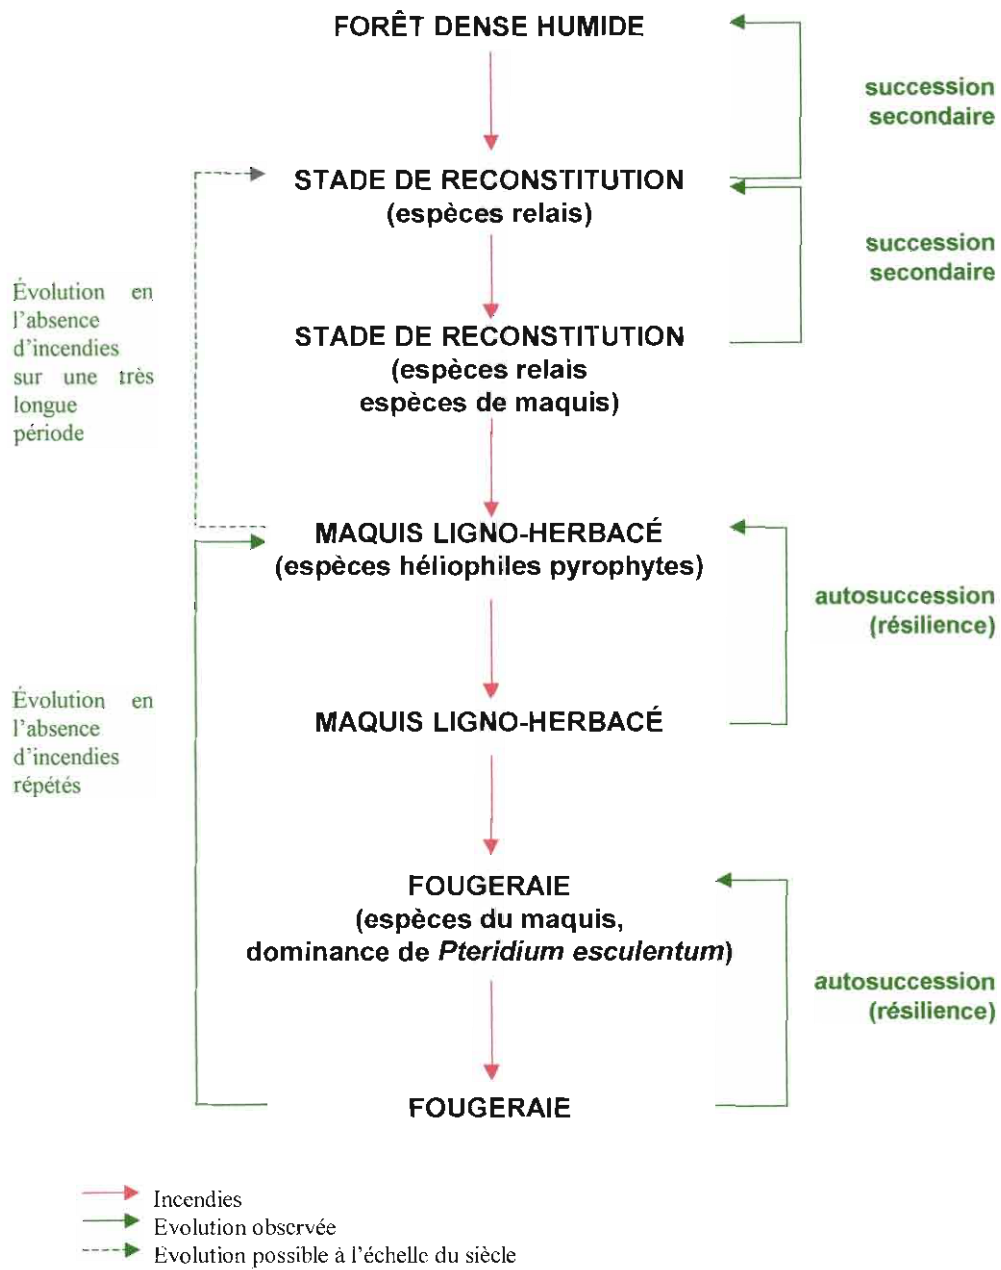 FORÊT DENSE HUMIDE
succession
secondaire
STADE DE RECONSTITUTION
(espèces relais)
succession
secondaire
Évolution en
l'absence
d'incendies
sur une très
longue
période
STADE DE RECONSTITUTION
(espèces relais
espèces de maquis)
MAQUIS LIGNO-HERBACÉ
(espèces héliophiles pyrophytes)
autosuccession
(résilience)
Évolution en
l'absence
d'incendies
répétés
MAQUIS LIGNO-HERBACÉ
FOUGERAIE
(espèces du maquis,
dominance de Pteridium esculentum)
autosuccession
(résilience)
FOUGERAIE
Incendies
Evolution observée
Evolution possible à l'échelle du siècle